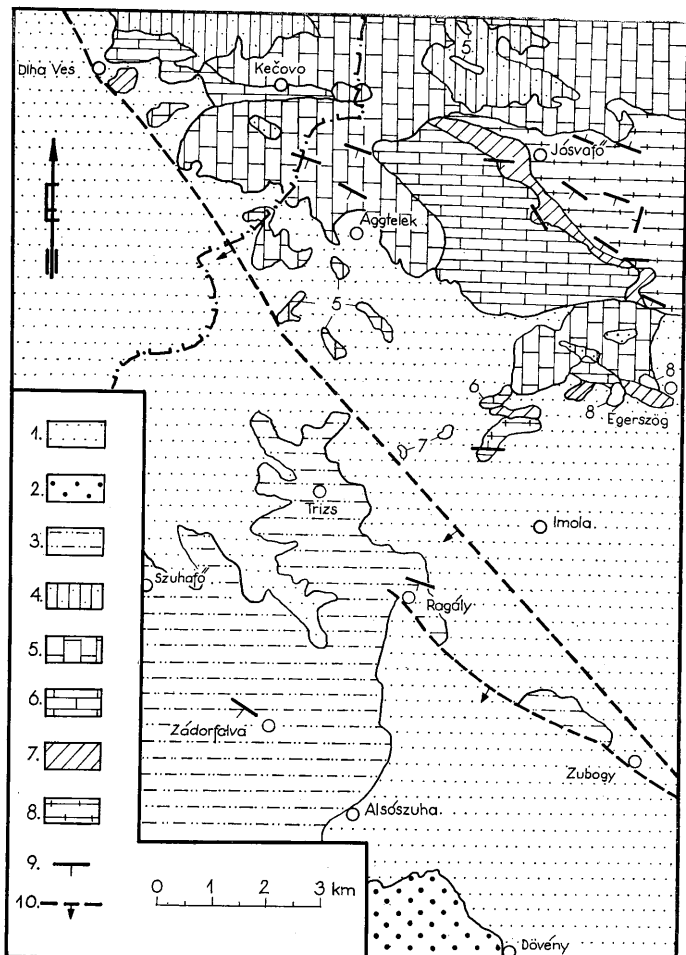 5
Dlha Ves
Kečovo
Jósvafő
Aggtelek
5
8
6
8
Egerszög
7
Trizs
Imola
Szuhafő
Ragály
Zádorfalva
Zubogy
Alsószuha
Dövény
1.
2.
3.
4.
5.
6.
7.
8.
9.
10.
0 1 2 3 km